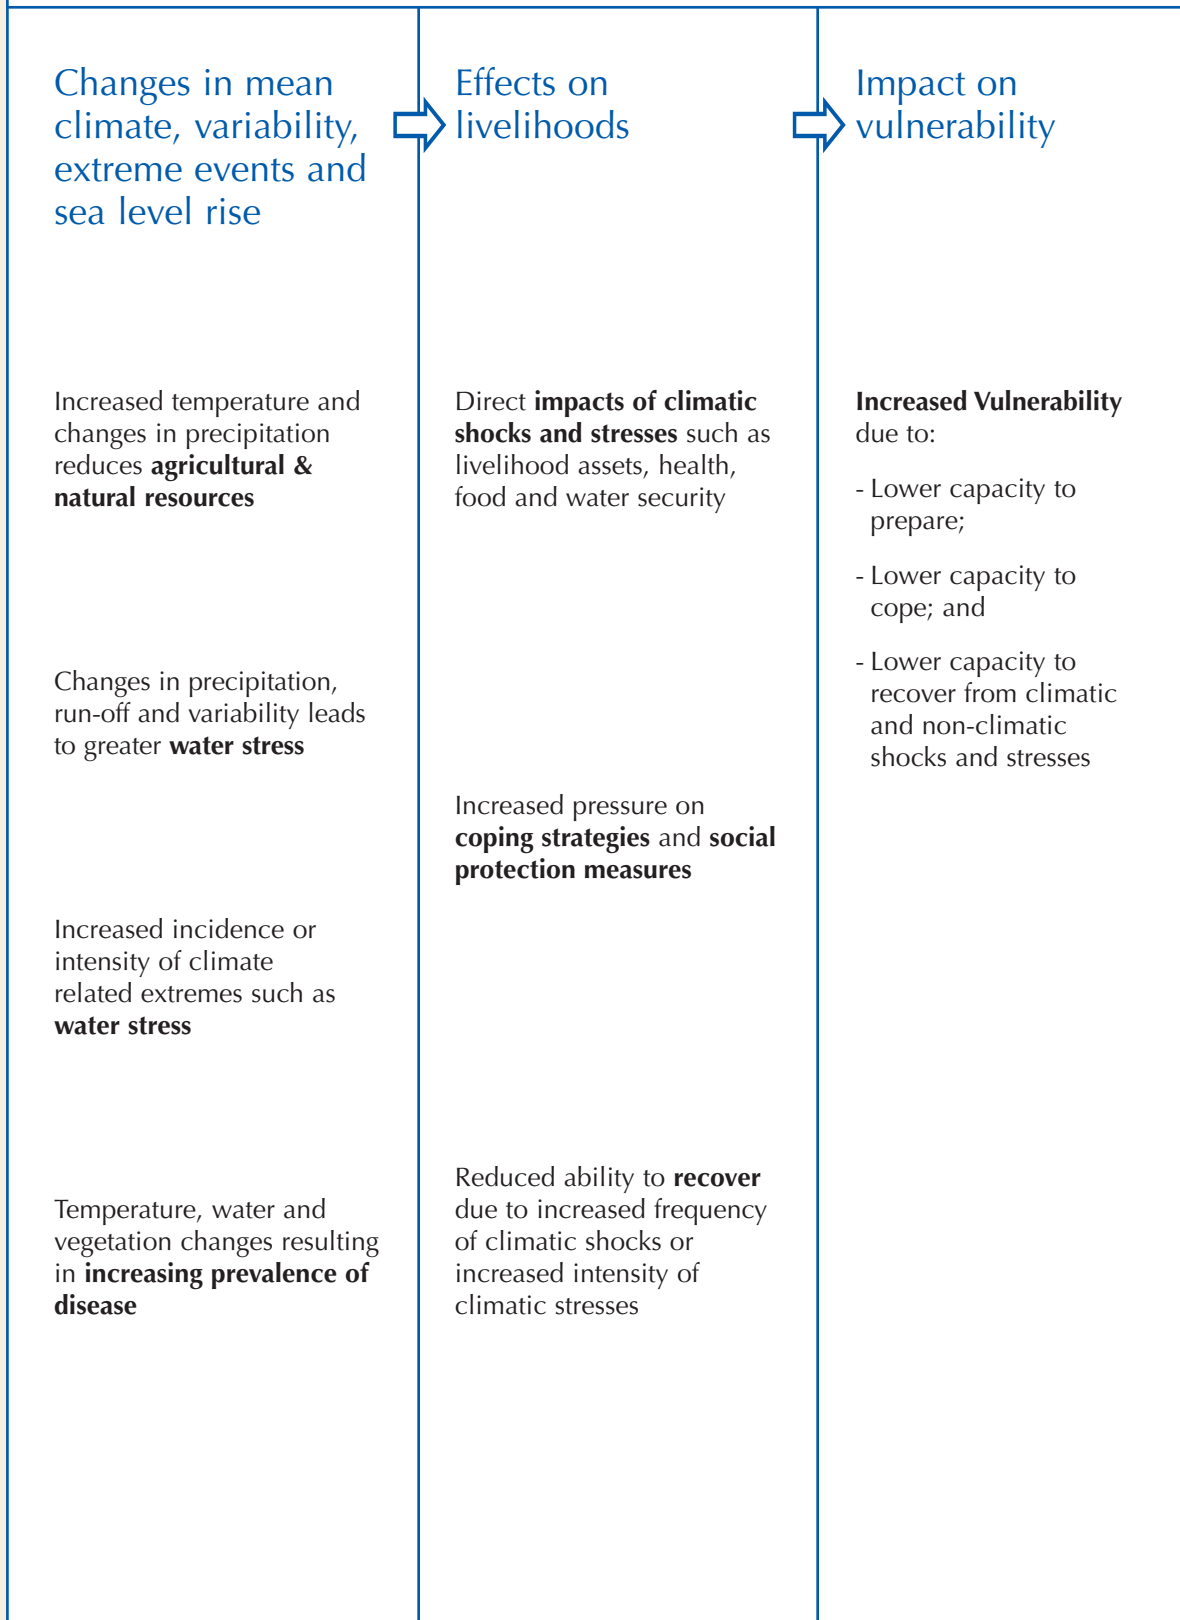 Changes in mean
climate, variability,
extreme events and
sea level rise
Increased temperature and
changes in precipitation
reduces agricultural &
natural resources
Changes in precipitation,
run-off and variability leads
to greater water stress
Increased incidence or
intensity of climate
related extremes such as
water stress
Temperature, water and
vegetation changes resulting
in increasing prevalence of
disease
Effects on
livelihoods
Direct impacts of climatic
shocks and stresses such as
livelihood assets, health,
food and water security
Increased pressure on
coping strategies and social
protection measures
Reduced ability to recover
due to increased frequency
of climatic shocks or
increased intensity of
climatic stresses
Impact on
vulnerability
Increased Vulnerability
due to:
- Lower capacity to
prepare;
- Lower capacity to
cope; and
- Lower capacity to
recover from climatic
and non-climatic
shocks and stresses